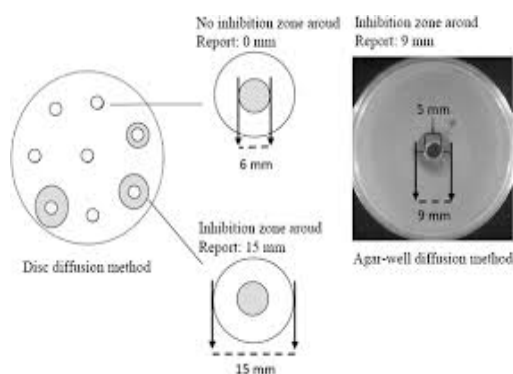 No inhibition zone aroud
Report: 0 mm
6 mm
Inhibition zone aroud
Report: 15 mm
15 mm
Disc diffusion method
Inhibition zone aroud
Report: 9 mm
5 mm
9 mm
Agar-well diffusion method